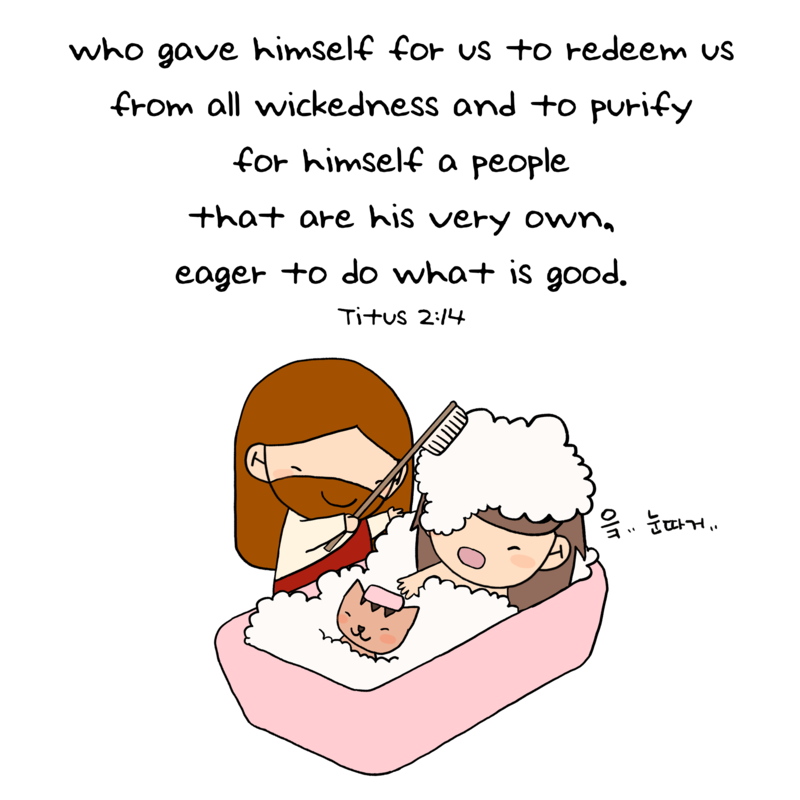 who gave himself for us to redeem us
from all wickedness and to purify
for himself a people
that are his very own,
eager to do what is good.
Titus 2:14
윽.. 눈따거..